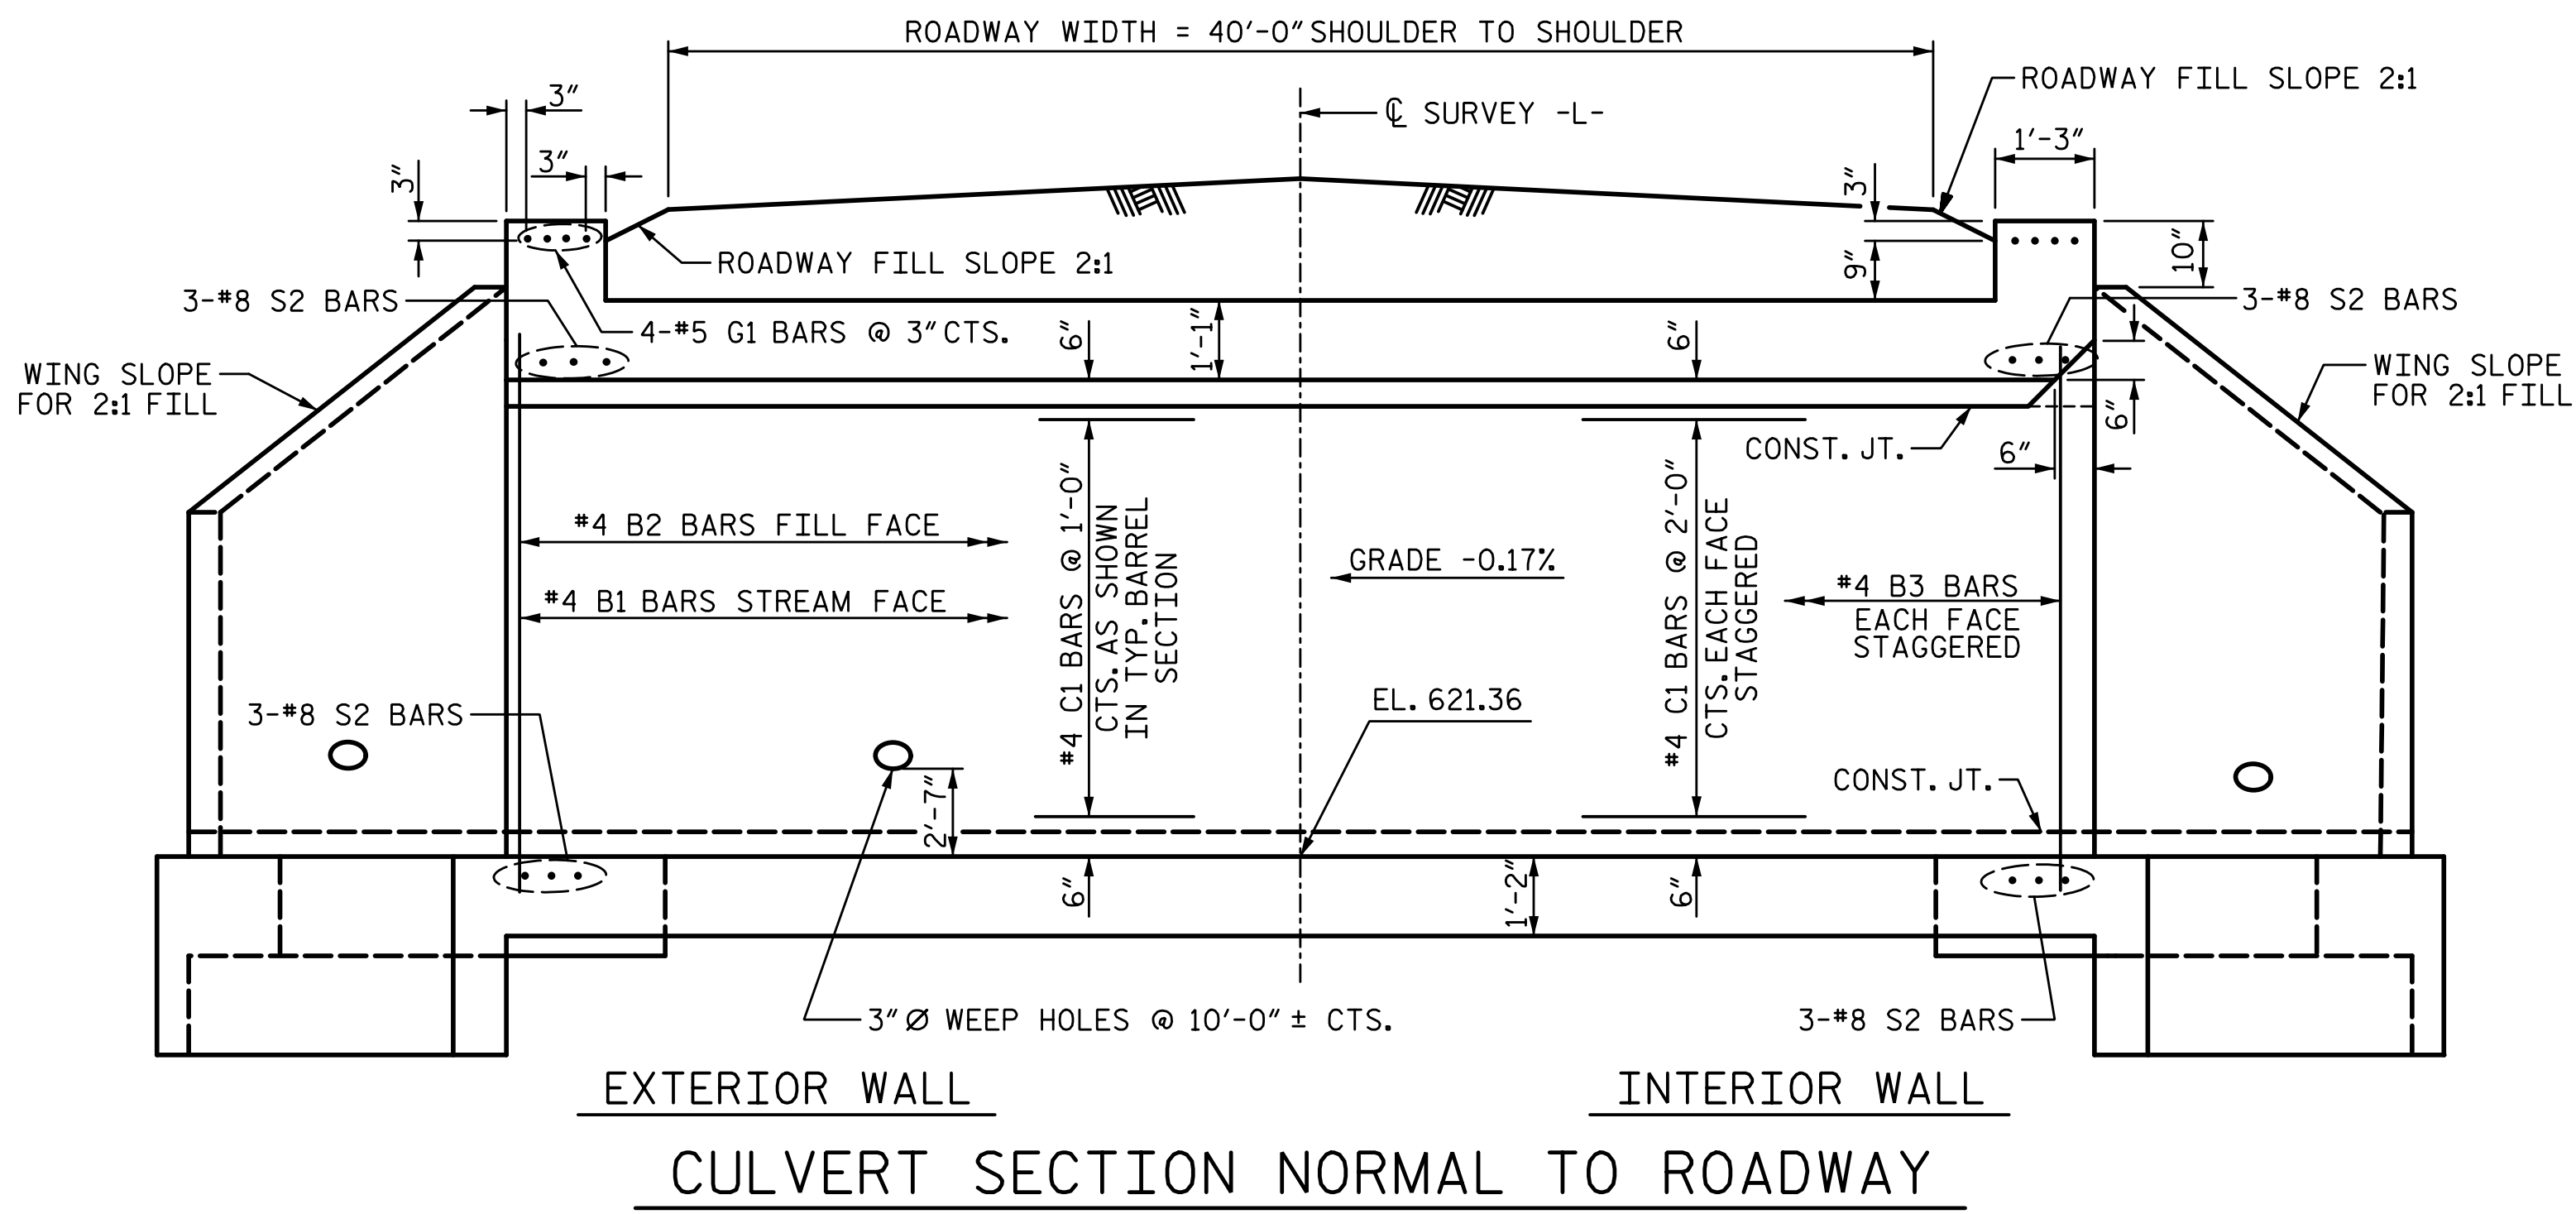 ROADWAY WIDTH = 40'-0" SHOULDER TO SHOULDER
ROADWAY FILL SLOPE 2:1
3"
℄ SURVEY -L-
1'-3"
3"
3"
3"
ROADWAY FILL SLOPE 2:1
9"
10"
3-#8 S2 BARS
4-#5 G1 BARS @ 3" CTS.
6"
1'-1"
6"
3-#8 S2 BARS
WING SLOPE
FOR 2:1 FILL
WING SLOPE
FOR 2:1 FILL
6"
CONST. JT.
6"
#4 B2 BARS FILL FACE
#4 B1 BARS STREAM FACE
#4 C1 BARS @ 1'-0"
CTS. AS SHOWN
IN TYP. BARREL
SECTION
GRADE -0.17%
#4 C1 BARS @ 2'-0"
CTS. EACH FACE
STAGGERED
#4 B3 BARS
EACH FACE
STAGGERED
3-#8 S2 BARS
EL. 621.36
CONST. JT.
2'-7"
6"
1'-2"
6"
3" Ø WEEP HOLES @ 10'-0" ± CTS.
3-#8 S2 BARS
EXTERIOR WALL
INTERIOR WALL
CULVERT SECTION NORMAL TO ROADWAY